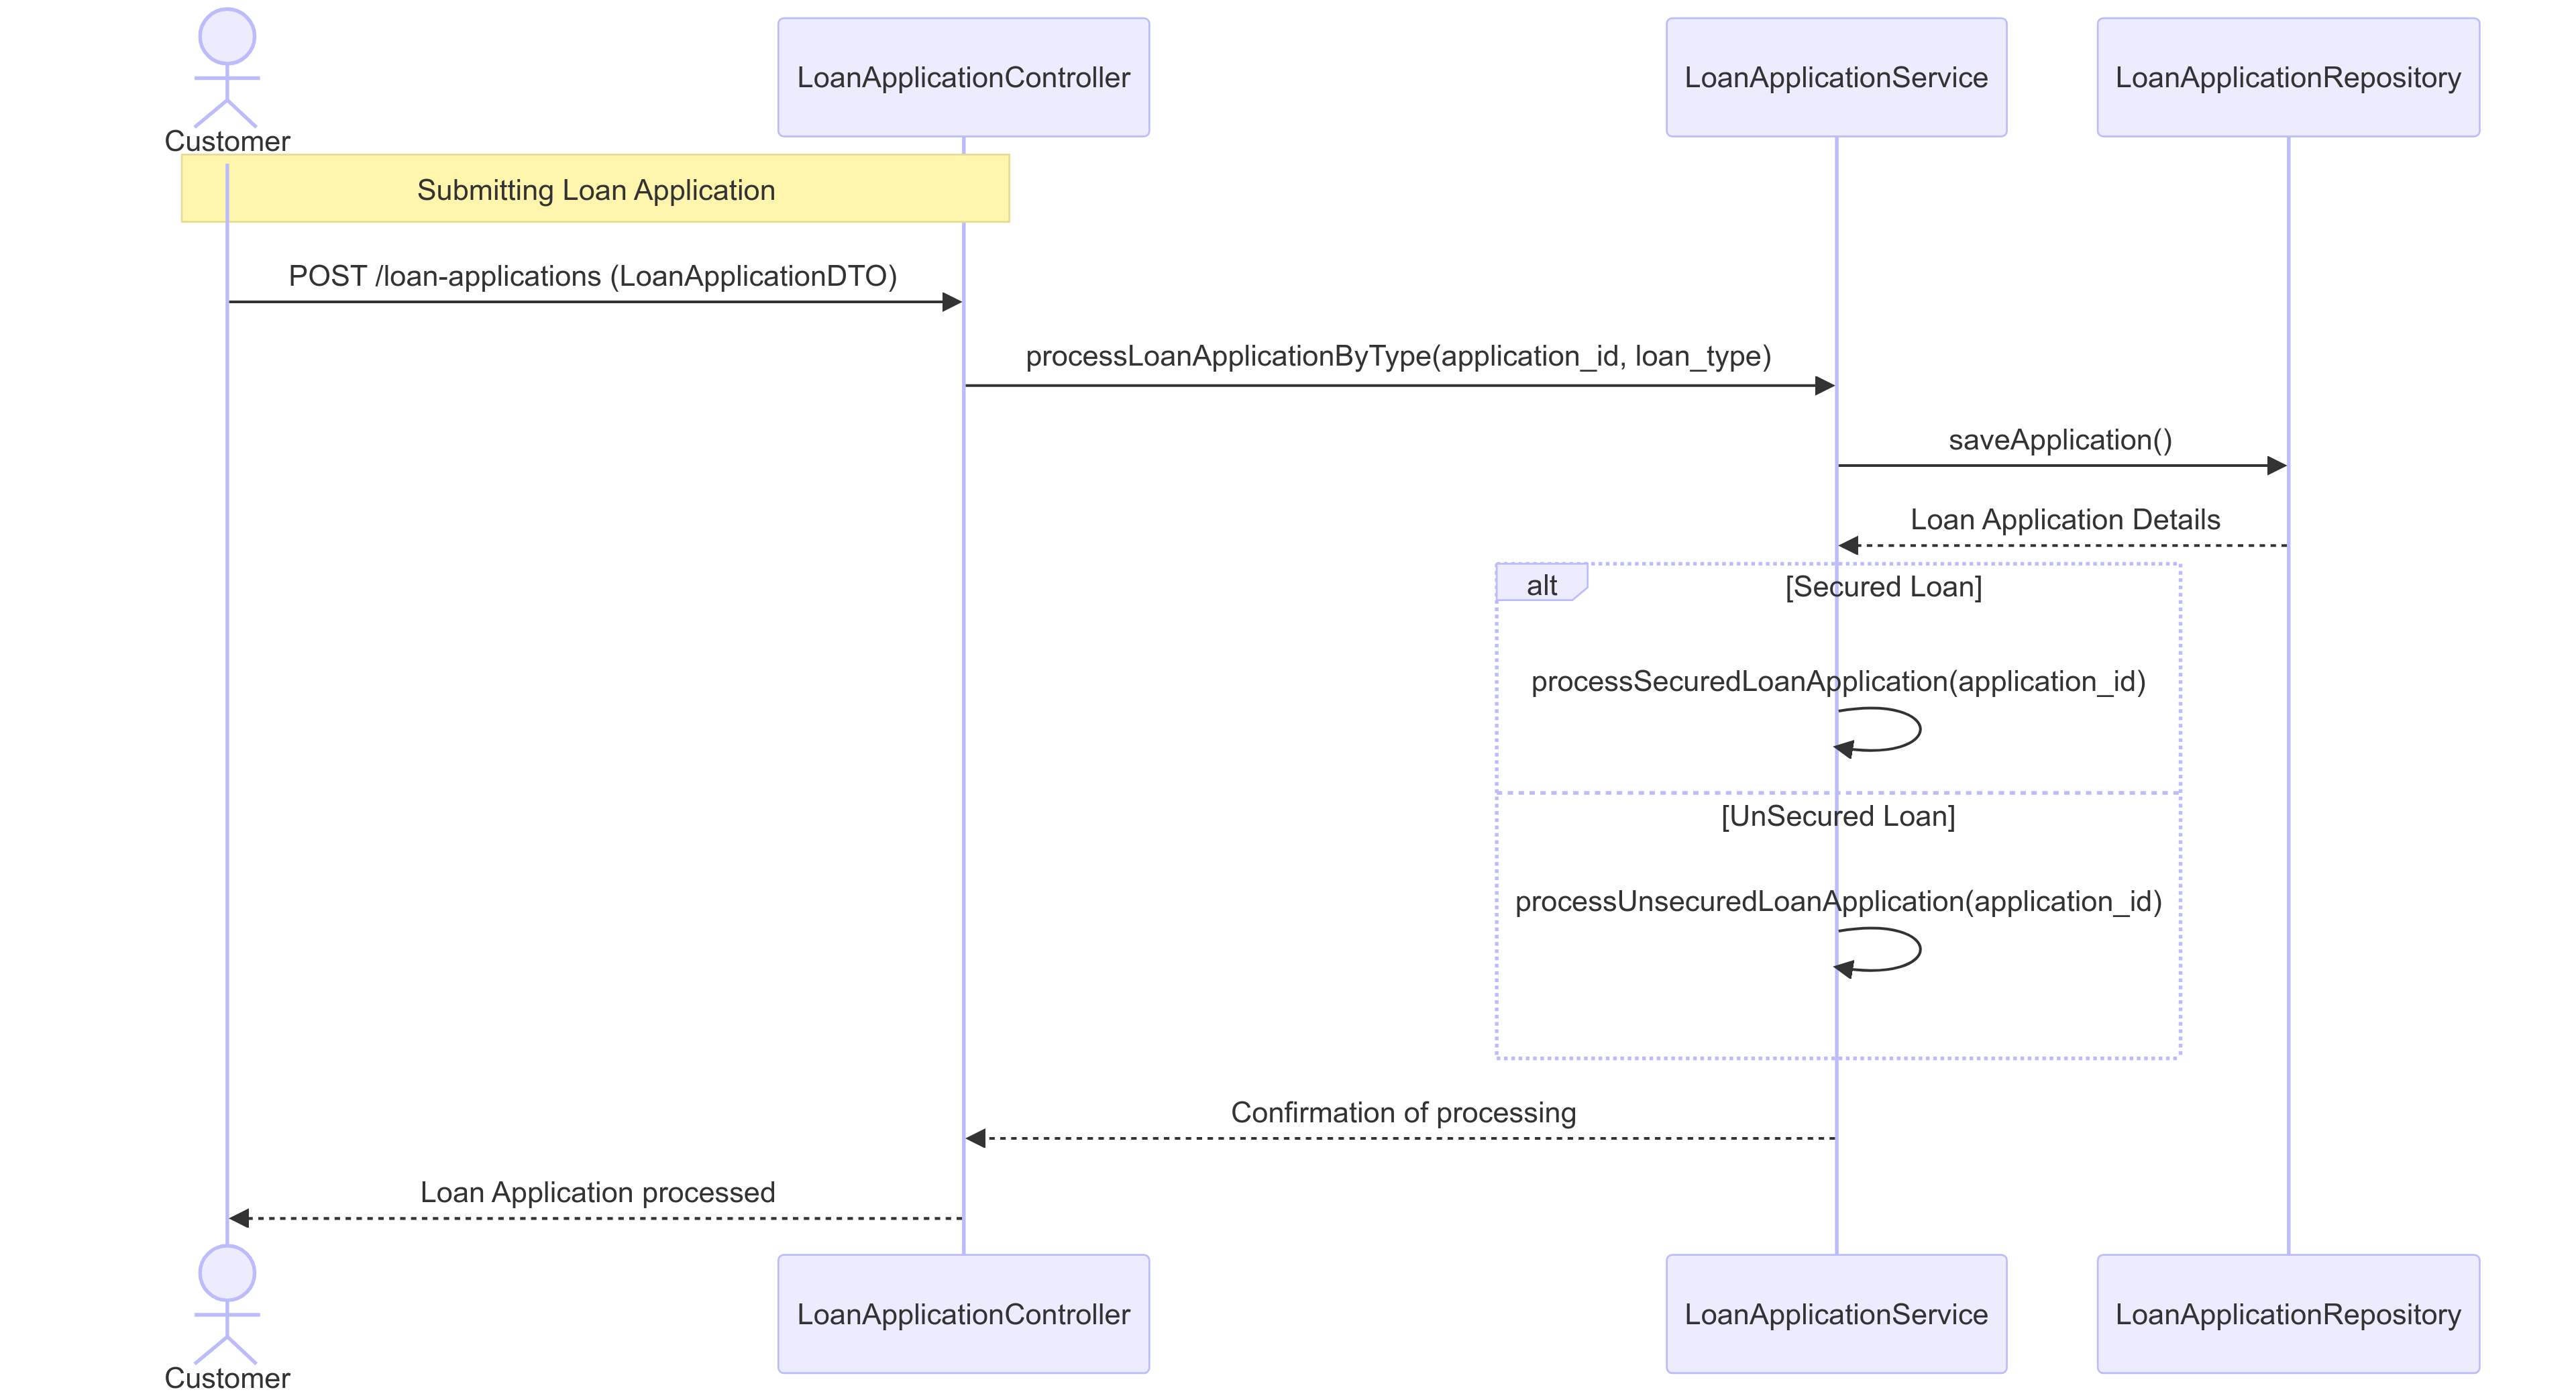 LoanApplicationController
LoanApplicationService
LoanApplicationRepository
Customer
Submitting Loan Application
POST /loan-applications (LoanApplicationDTO)
processLoanApplicationByType(application_id, loan_type)
saveApplication()
Loan Application Details
alt
[Secured Loan]
processSecuredLoanApplication(application_id)
[UnSecured Loan]
processUnsecuredLoanApplication(application_id)
Confirmation of processing
Loan Application processed
LoanApplicationController
LoanApplicationService
LoanApplicationRepository
Customer